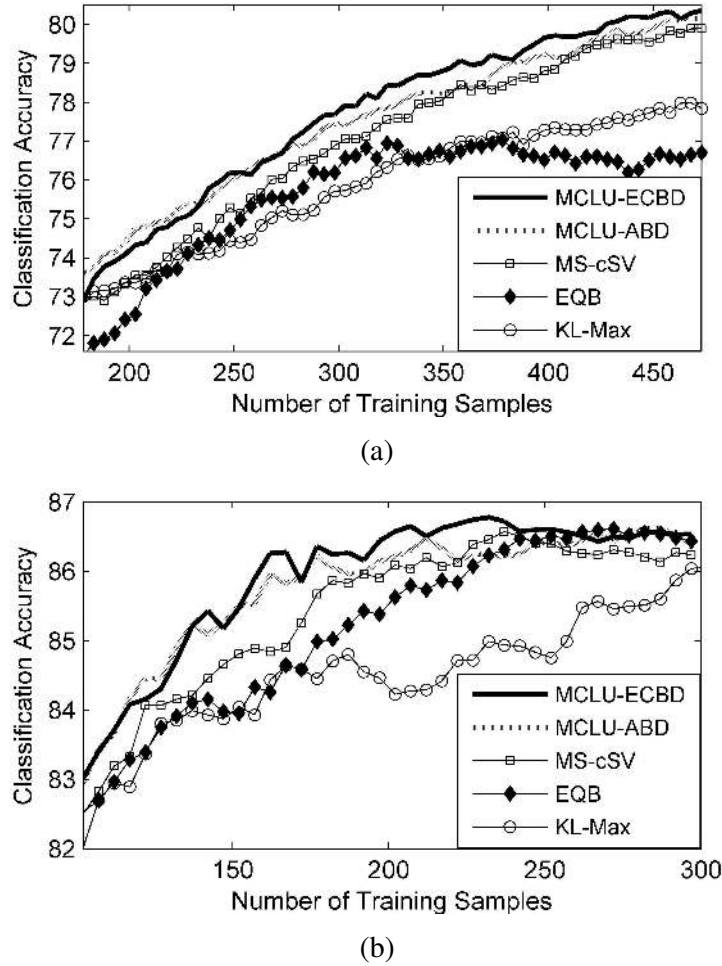 80
79
78
77
76
75
74
73
72
Classification Accuracy
MCLU-ECBD
MCLU-ABD
MS-cSV
EQB
KL-Max
200 250 300 350 400 450
Number of Training Samples
(a)
87
86
85
84
83
82
Classification Accuracy
MCLU-ECBD
MCLU-ABD
MS-cSV
EQB
KL-Max
150 200 250 300
Number of Training Samples
(b)